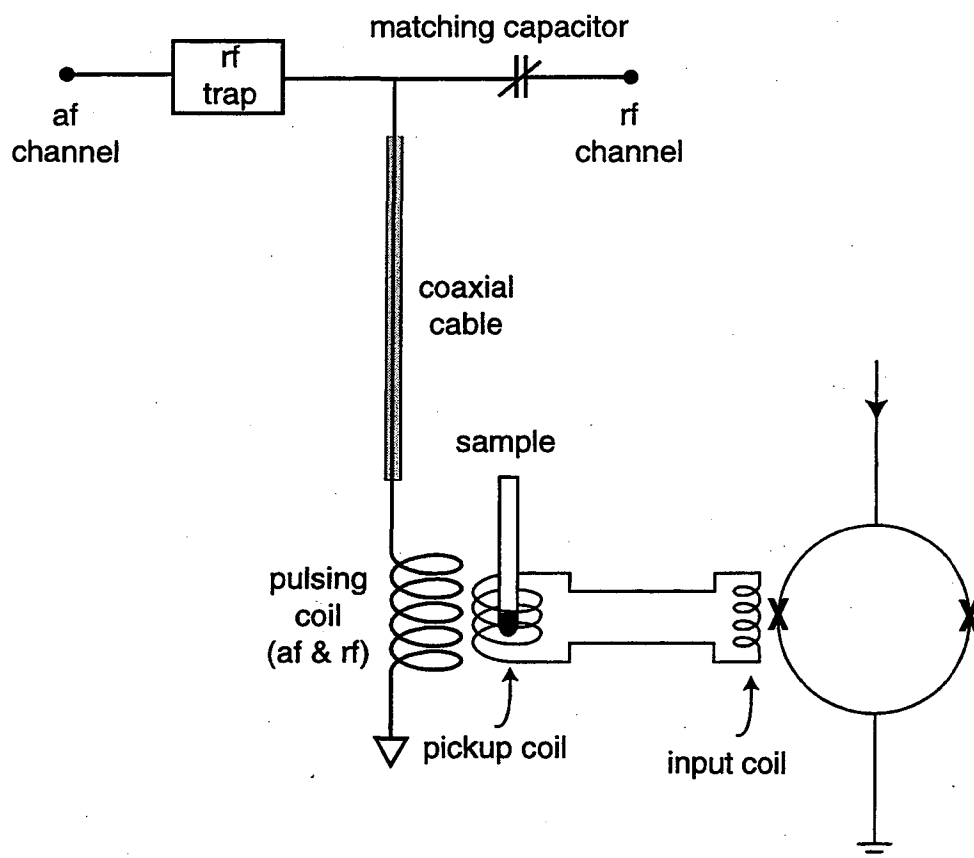 matching capacitor
rf
trap
af
channel
rf
channel
coaxial
cable
sample
pulsing
coil
(af & rf)
pickup coil
input coil
X
X